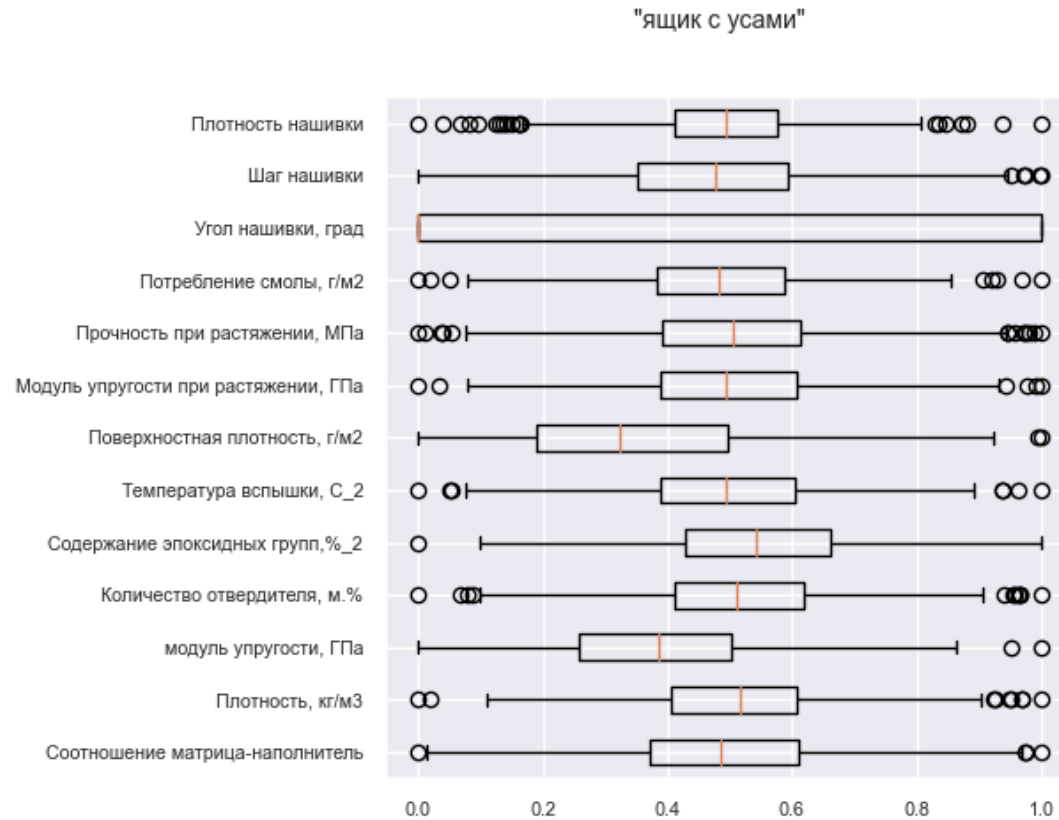 "ящик с усами"
Плотность нашивки
Шаг нашивки
Угол нашивки, град
Потребление смолы, г/м2
Прочность при растяжении, МПа
Модуль упругости при растяжении, ГПа
Поверхностная плотность, г/м2
Температура вспышки, С_2
Содержание эпоксидных групп,%_2
Количество отвердителя, м.%
модуль упругости, ГПа
Плотность, кг/м3
Соотношение матрица-наполнитель
0.0 0.2 0.4 0.6 0.8 1.0